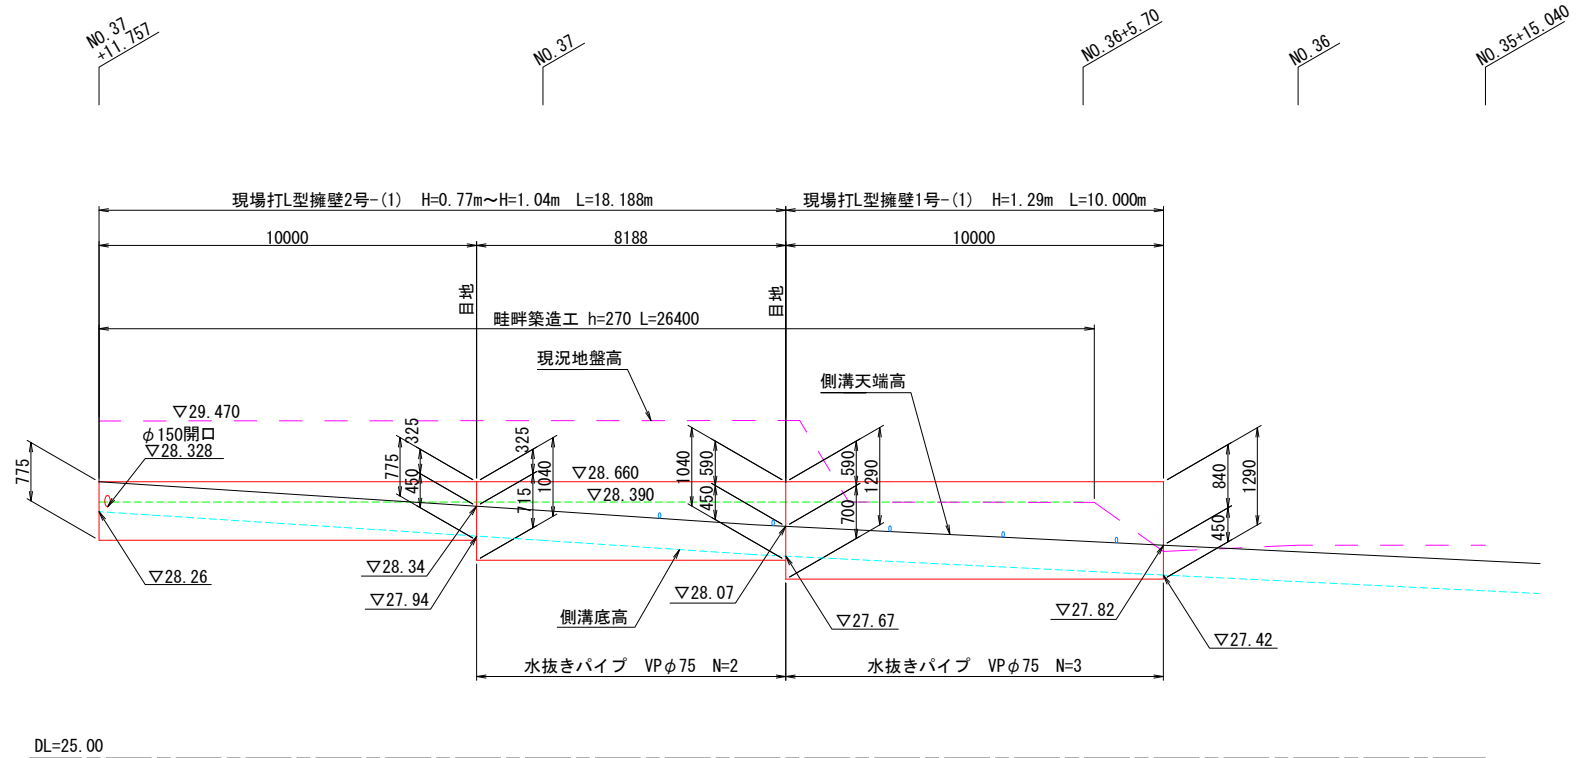 NO.37
+11.757
NO.37
NO.36+5.70
NO.36
NO.35+15.040
現場打L型擁壁2号-(1) H=0.77m～H=1.04m L=18.188m
現場打L型擁壁1号-(1) H=1.29m L=10.000m
10000
8188
10000
目地
目地
畦畔築造工 h=270 L=26400
現況地盤高
側溝天端高
▽29.470
φ150開口
▽28.328
775
775
325
450
325
715
1040
▽28.660
▽28.390
1040
590
450
590
700
1290
840
450
1290
▽28.26
▽28.34
▽27.94
側溝底高
▽28.07
▽27.67
▽27.82
▽27.42
水抜きパイプ VPφ75 N=2
水抜きパイプ VPφ75 N=3
DL=25.00